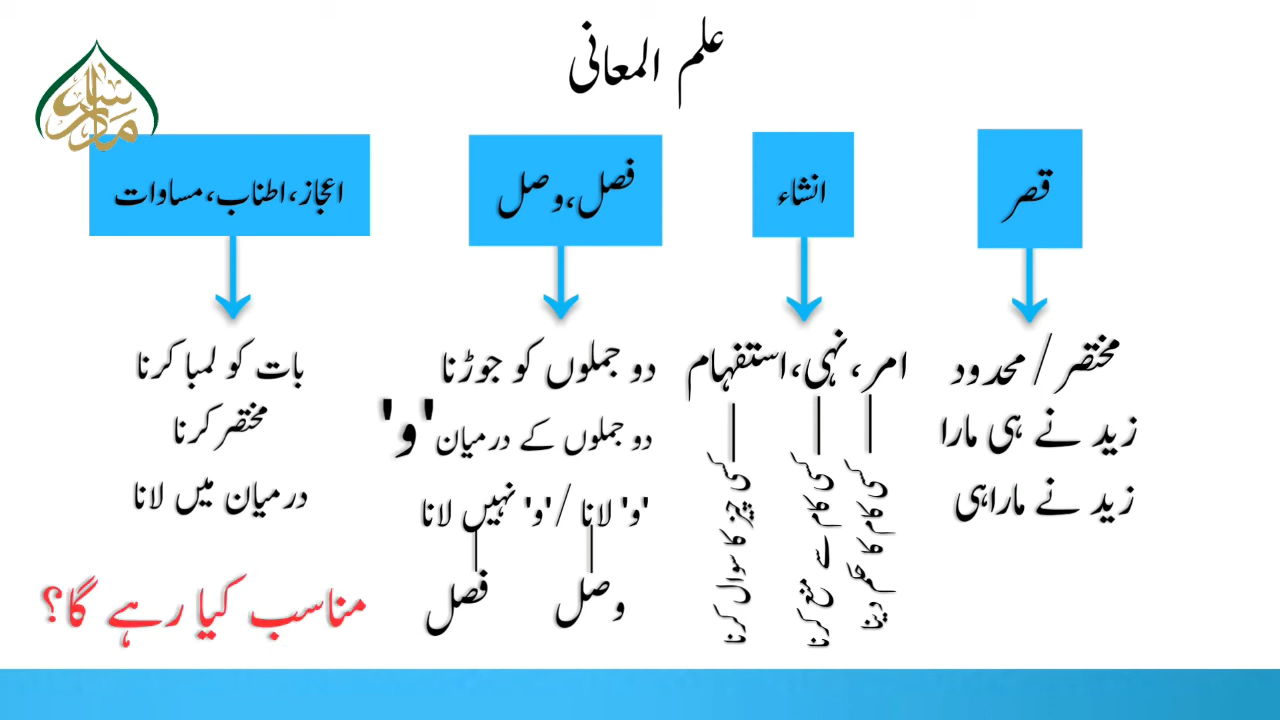 علم المعانی
قصر
مختصر / محدود
زید نے ہی مارا
زید نے ماراہی
انشاء
امر، نہی، استفہام
کسی کام کا حکم دینا
کسی کام سے منع کرنا
کسی چیز کا سوال کرنا
فصل، وصل
دو جملوں کو جوڑنا
دو جملوں کے درمیان 'و'
'و' لانا / 'و' نہیں لانا
وصل
فصل
اعجاز، اطناب، مساوات
بات کو لمبا کرنا
مختصر کرنا
درمیان میں لانا
مناسب کیا رہے گا؟